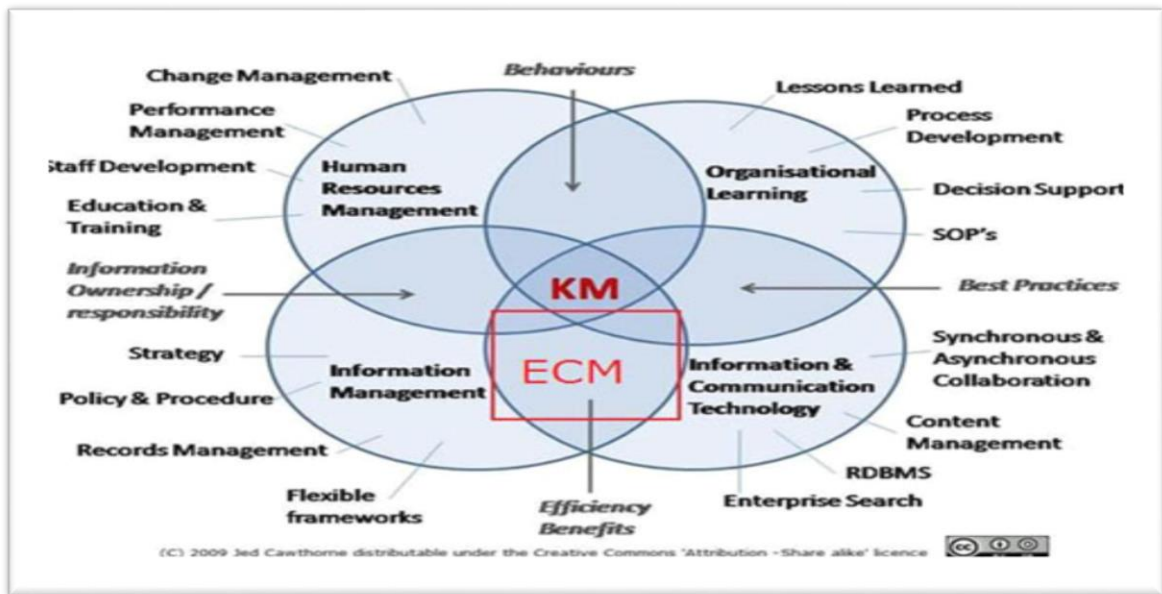 Change Management
Behaviours
Lessons Learned
Performance
Management
Process
Development
Staff Development
Human
Resources
Management
Organisational
Learning
Decision Support
Education &
Training
SOP's
Information
Ownership /
responsibility
KM
Best Practices
Strategy
Information
Management
ECM
Information &
Communication
Technology
Synchronous &
Asynchronous
Collaboration
Policy & Procedure
Content
Management
Records Management
RDBMS
Flexible
frameworks
Efficiency
Benefits
Enterprise Search
(C) 2009 Jed Cawthorne distributable under the Creative Commons 'Attribution -Share alike' licence
cc